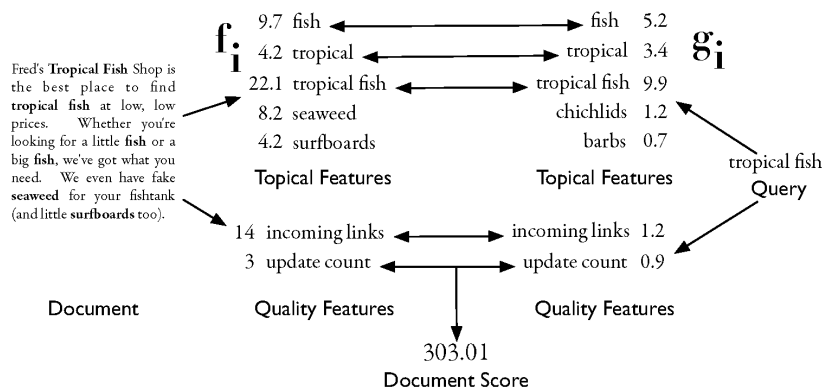 f i
g i
9.7 fish
fish 5.2
4.2 tropical
tropical 3.4
22.1 tropical fish
tropical fish 9.9
8.2 seaweed
chichlids 1.2
4.2 surfboards
barbs 0.7
Topical Features
Topical Features
Fred's Tropical Fish Shop is
the best place to find
tropical fish at low, low
prices. Whether you're
looking for a little fish or a
big fish, we've got what you
need. We even have fake
seaweed for your fishtank
(and little surfboards too).
tropical fish
Query
14 incoming links
incoming links 1.2
3 update count
update count 0.9
Document
Quality Features
Quality Features
303.01
Document Score